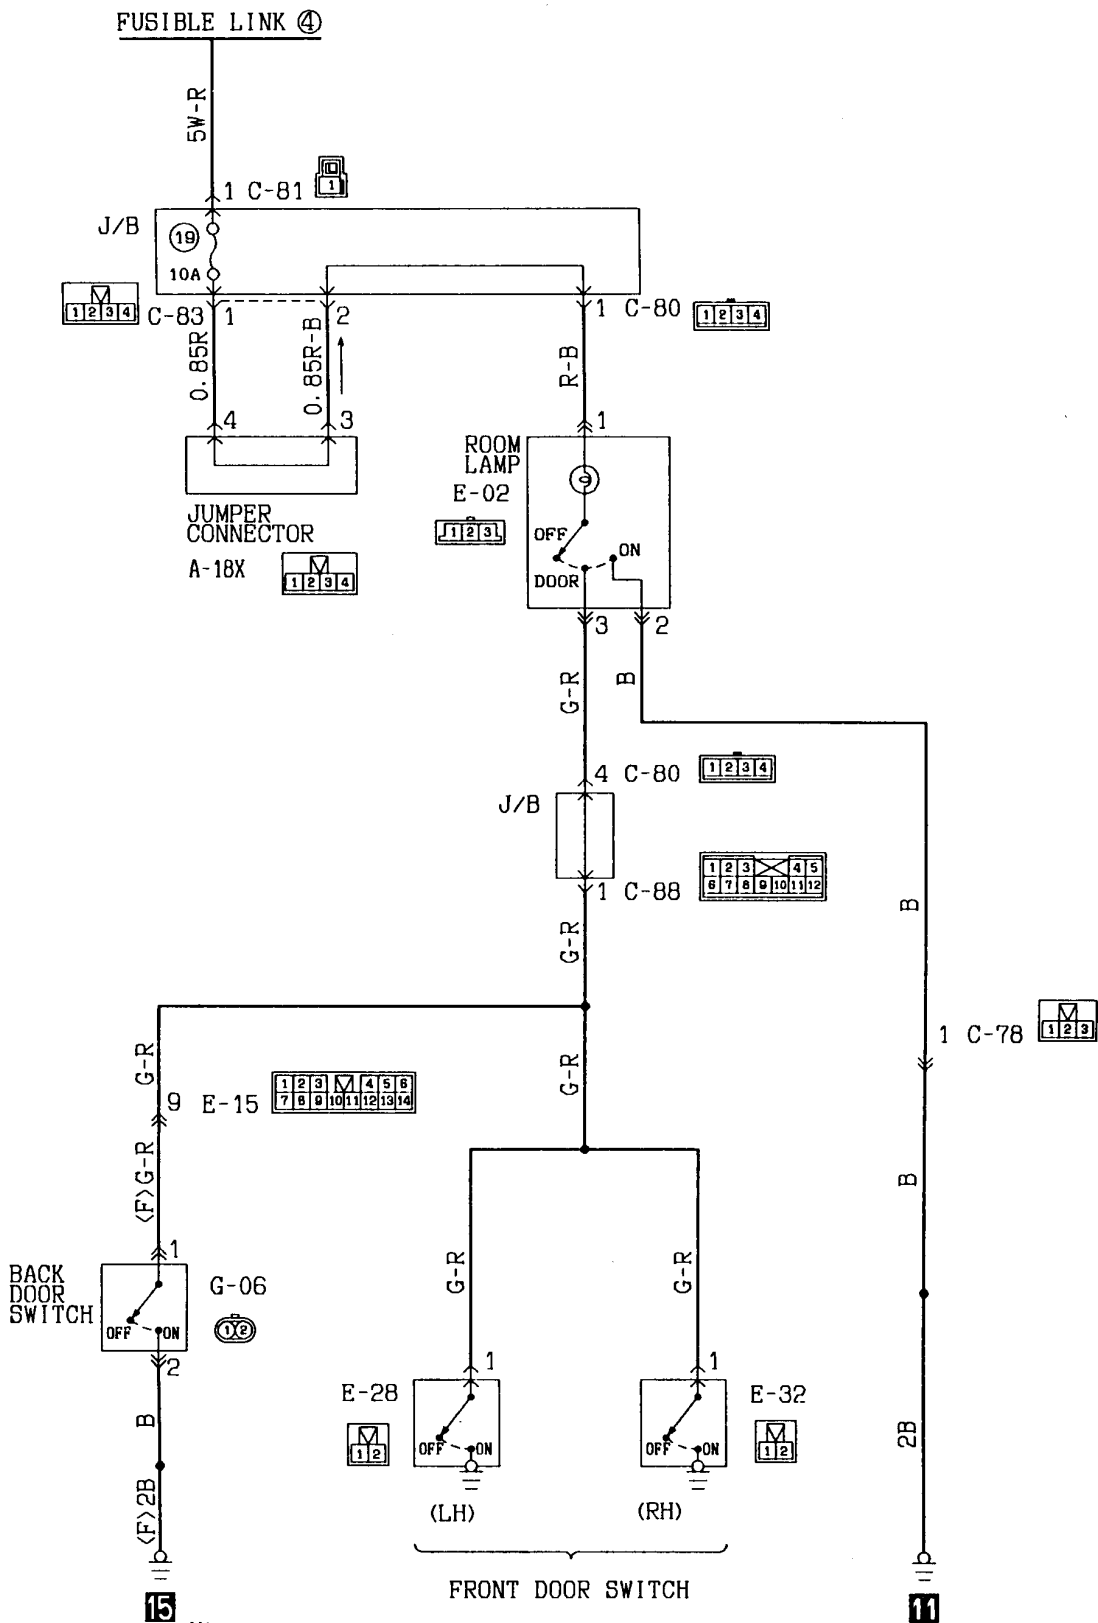 FUSIBLE LINK ④
5W-R
1 C-81
1
J/B
19
10A
1 2 3 4
C-83 1
2
1 C-80
1 2 3 4
0.85R
0.85R-B
R-B
4
3
1
ROOM
LAMP
E-02
1 2 3
OFF
ON
DOOR
JUMPER
CONNECTOR
A-18X
1 2 3 4
3
2
G-R
B
4 C-80
1 2 3 4
J/B
1 2 3 4 5
6 7 8 9 10 11 12
1 C-88
B
G-R
1 C-78
1 2 3
G-R
G-R
9 E-15
1 2 3 4 5 6
7 8 9 10 11 12 13 14
<F>G-R
B
1
BACK
DOOR
SWITCH
G-06
1 2
OFF
ON
2
G-R
G-R
1
1
E-28
1 2
OFF
ON
OFF
ON
E-32
1 2
B
2B
<F>2B
(LH)
(RH)
FRONT DOOR SWITCH
15
11